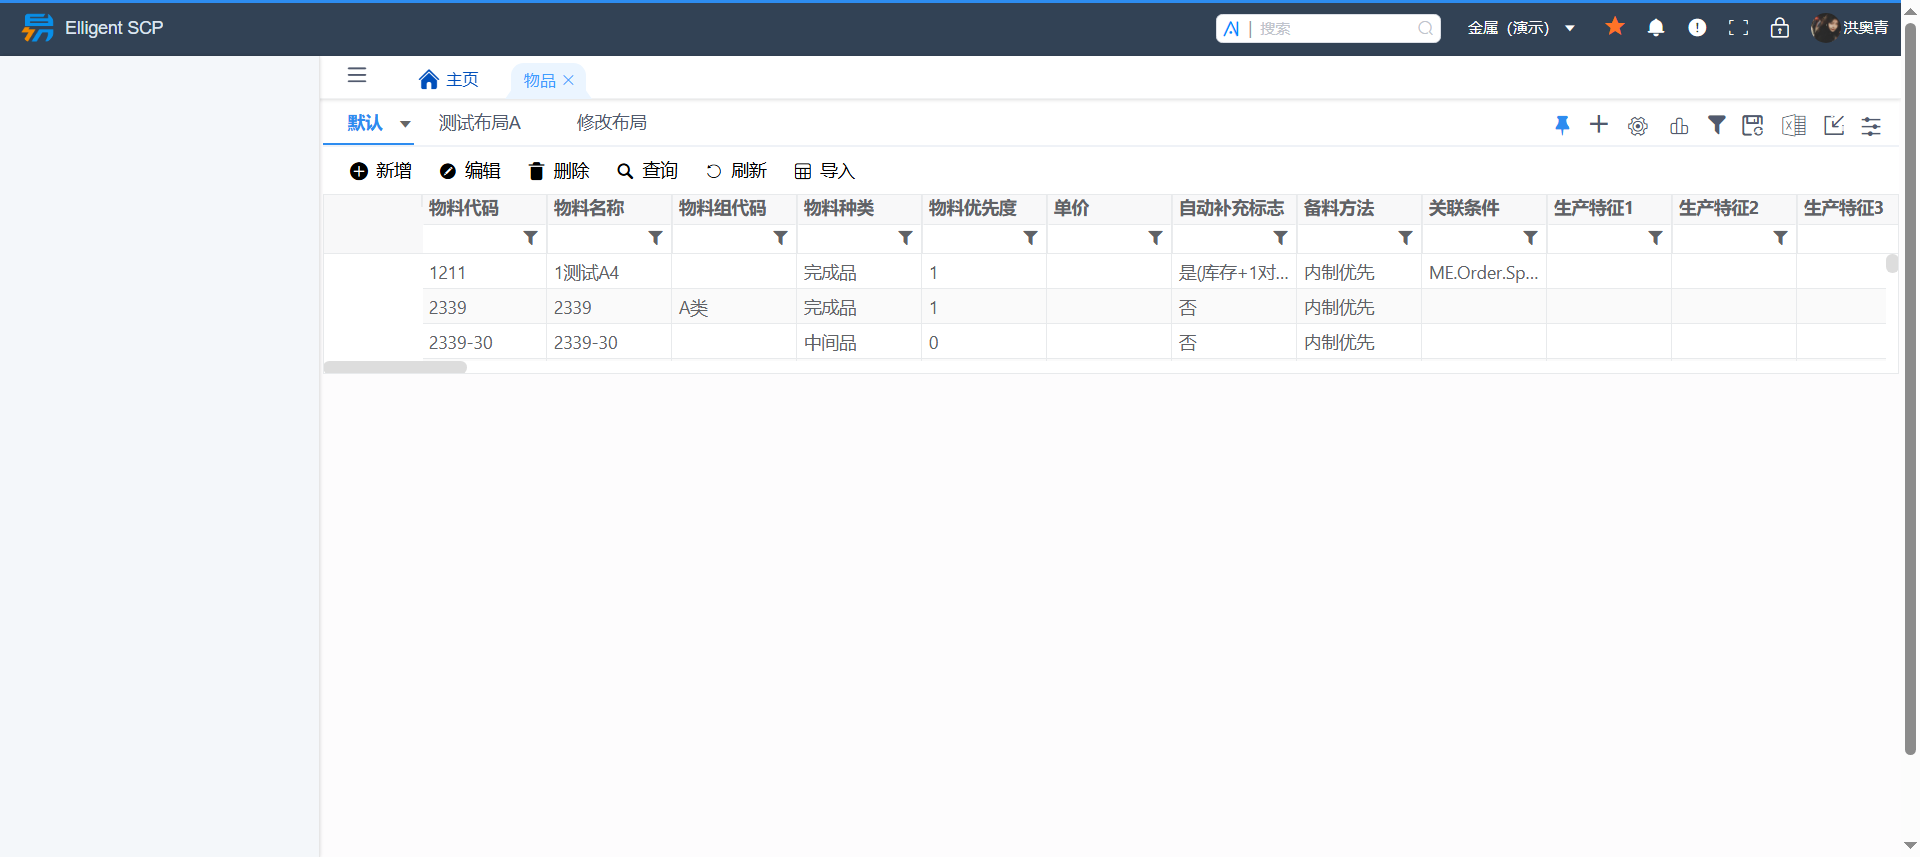 Elligent SCP
AI | 搜索
金属 (演示)
洪奥青
主页
物品
默认 测试布局A 修改布局
新增 编辑 删除 查询 刷新 导入
物料代码 物料名称 物料组代码 物料种类 物料优先度 单价 自动补充标志 备料方法 关联条件 生产特征1 生产特征2 生产特征3
1211 1测试A4 完成品 1 是(库存+1对... 内制优先 ME.Order.Sp...
2339 2339 A类 完成品 1 否 内制优先
2339-30 2339-30 中间品 0 否 内制优先